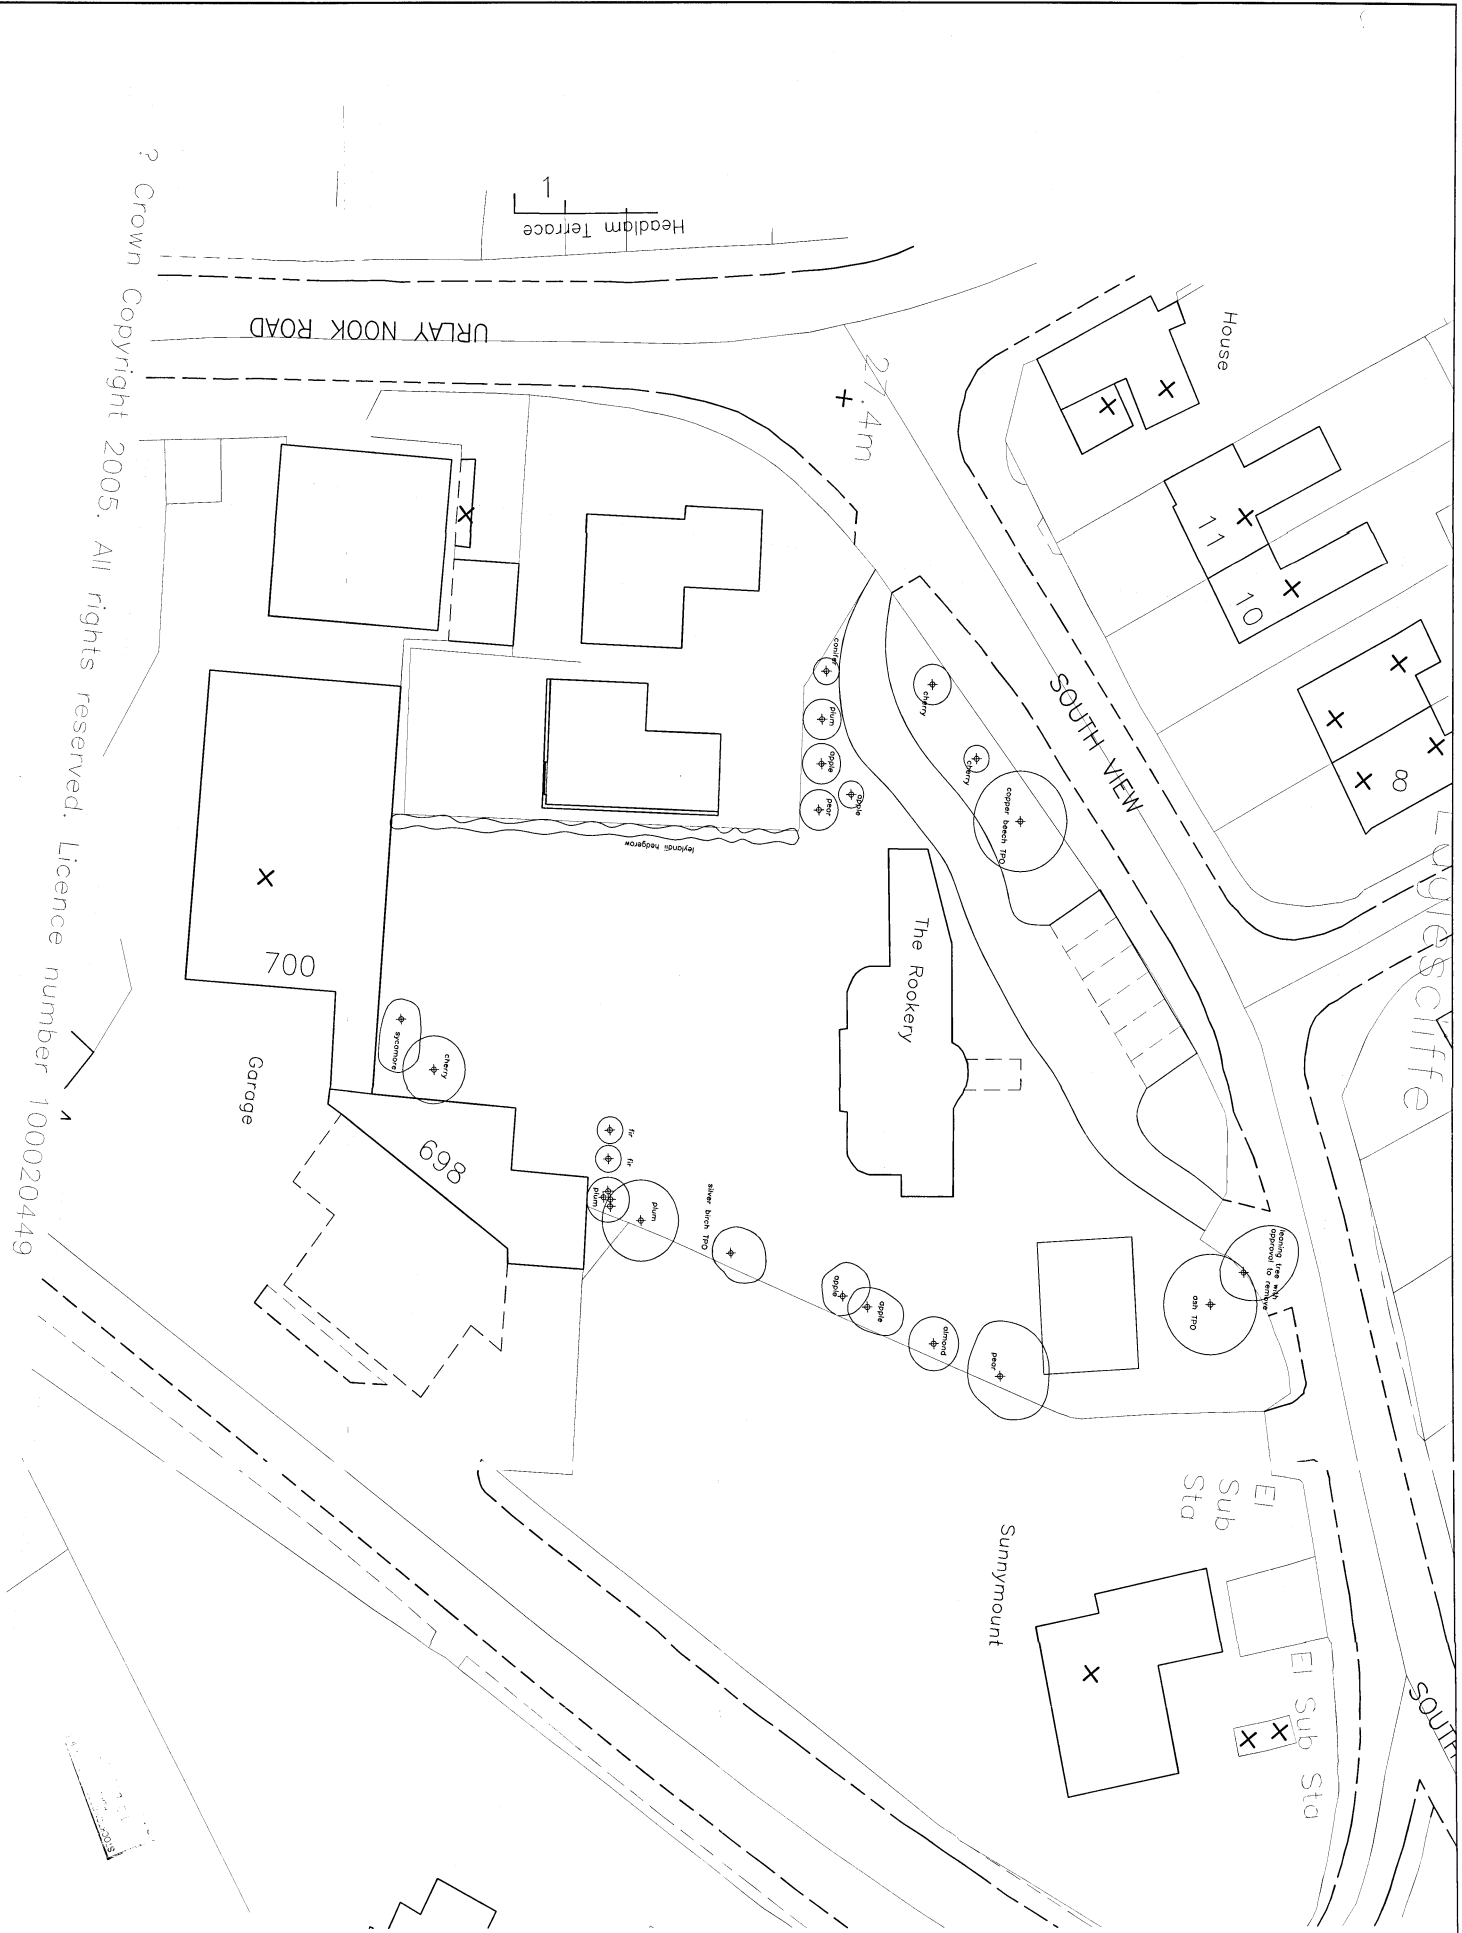 Headlam Terrace
1
URLAY NOOK ROAD
27.4m
House
11
10
8
SOUTH VIEW
SOUTH
conifer
plum
apple
pear
apple
cherry
cherry
copper beech TPO
leylandii hedgerow
The Rookery
700
Garage
698
sycomore
cherry
fir
fir
plum
plum
silver birch TPO
apple
apple
almond
pear
ash TPO
leaning tree with
approval to remove
El
Sub
Sta
El Sub Sta
Sunnymount
? Crown Copyright 2005. All rights reserved. Licence number 100020449